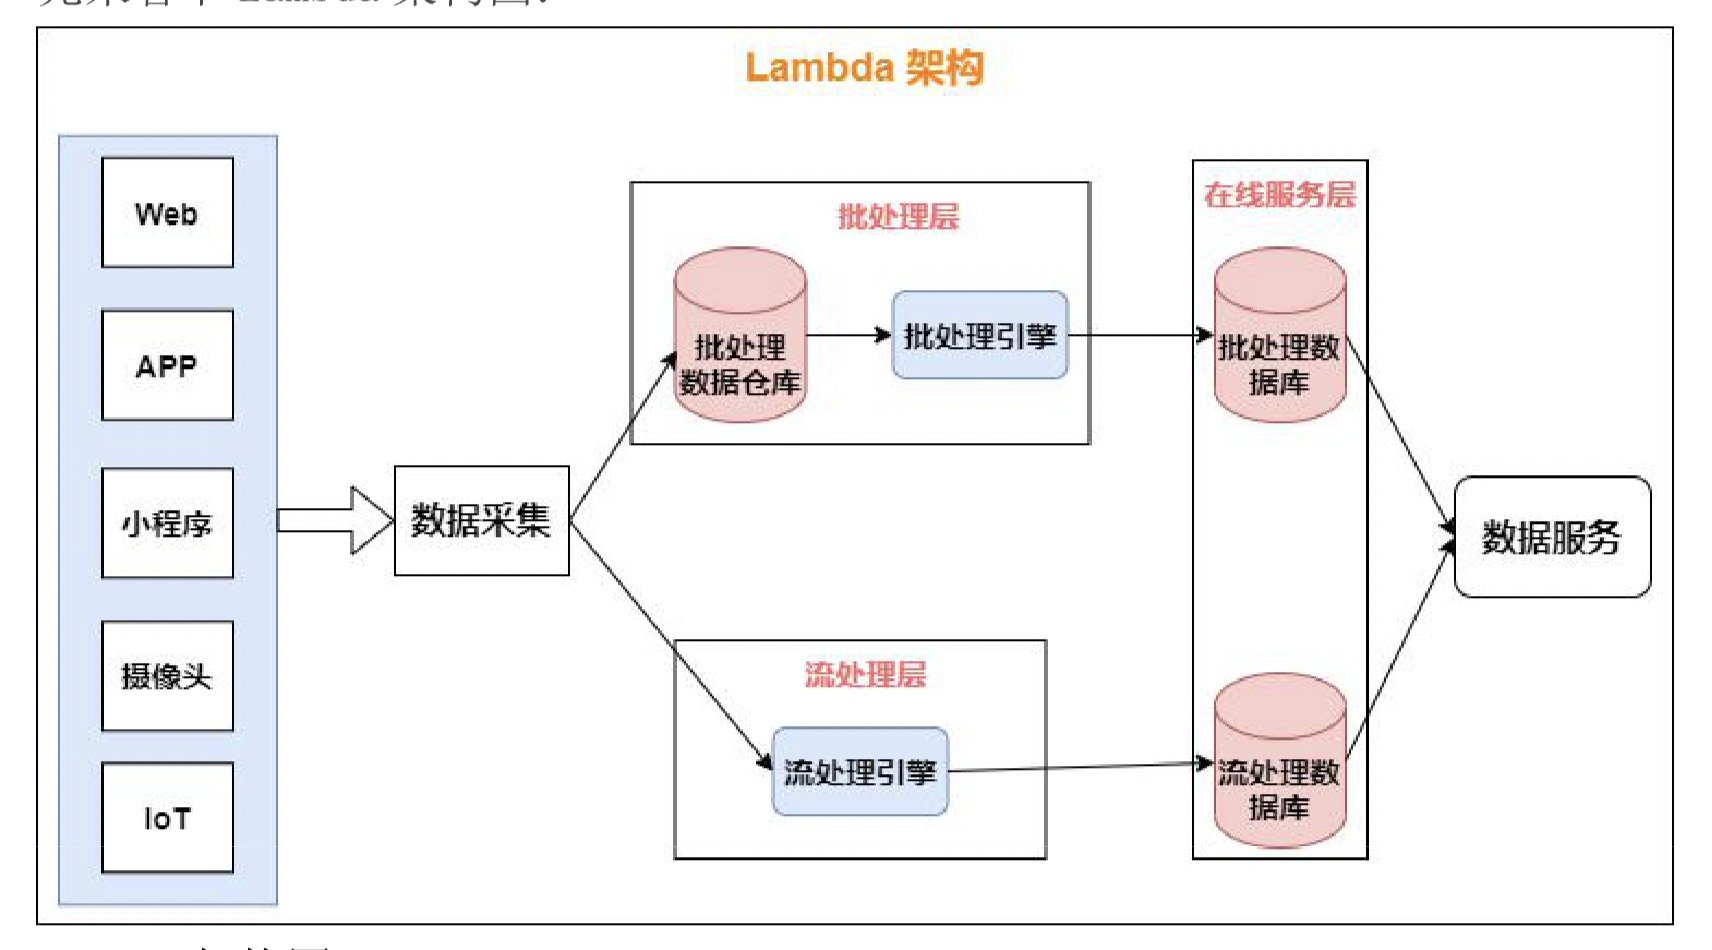 Lambda 架构
Web
APP
小程序
摄像头
IoT
数据采集
批处理层
批处理
数据仓库
批处理引擎
流处理层
流处理引擎
在线服务层
批处理数
据库
流处理数
据库
数据服务